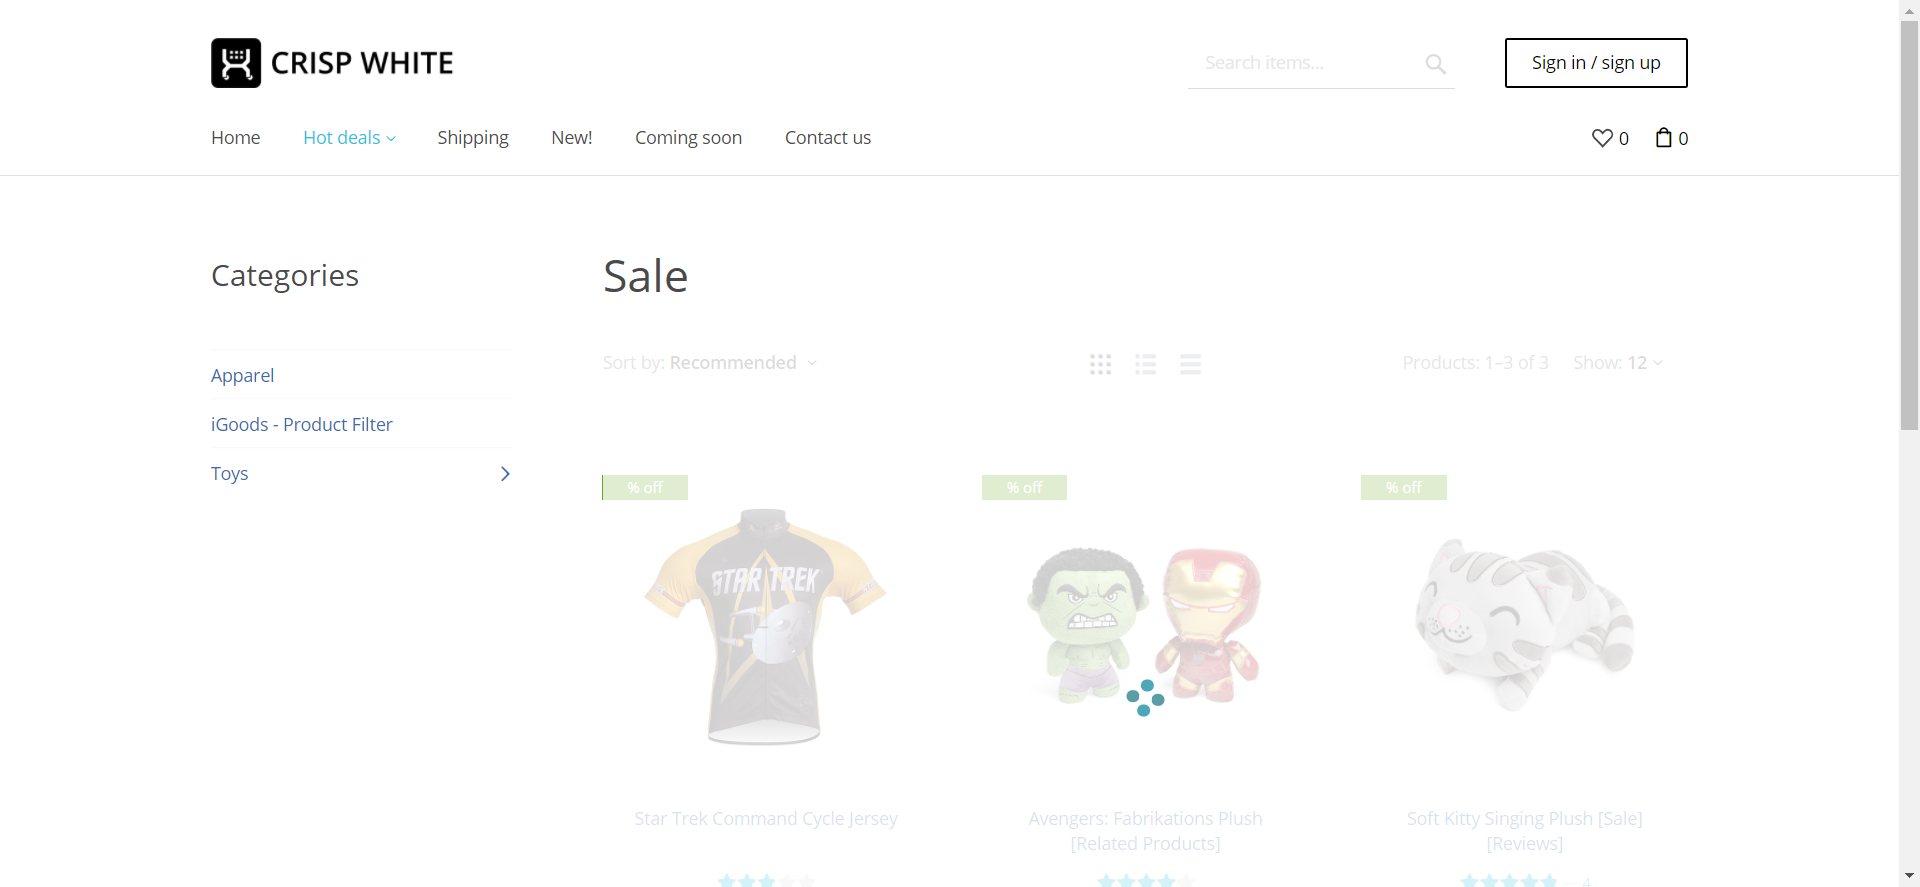 CRISP WHITE
Search items...
Sign in / sign up
Home
Hot deals
Shipping
New!
Coming soon
Contact us
0
0
Categories
Sale
Sort by: Recommended
Products: 1–3 of 3
Show: 12
Apparel
iGoods - Product Filter
Toys
% off
% off
% off
STAR TREK
Star Trek Command Cycle Jersey
Avengers: Fabrikations Plush
[Related Products]
Soft Kitty Singing Plush [Sale]
[Reviews]
4